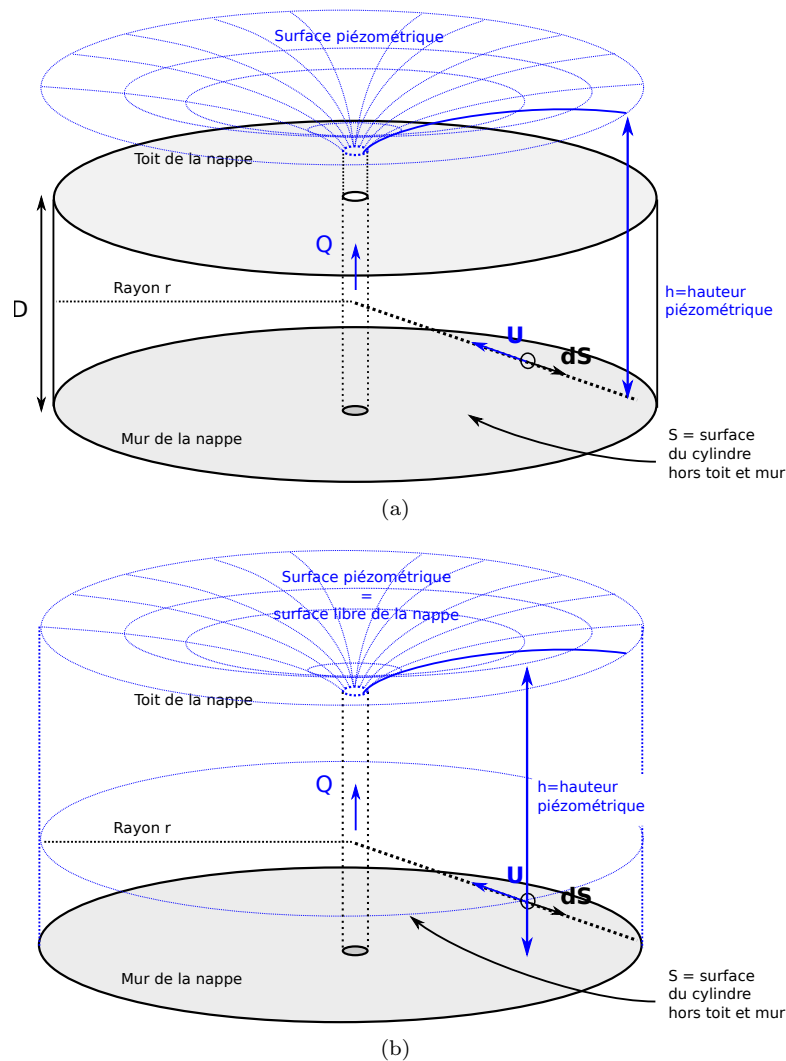 Surface piézométrique
Toit de la nappe
Q
Rayon r
D
h=hauteur
piézométrique
U
dS
Mur de la nappe
S = surface
du cylindre
hors toit et mur
(a)
Surface piézométrique
=
surface libre de la nappe
Toit de la nappe
Q
h=hauteur
piézométrique
Rayon r
U
dS
Mur de la nappe
S = surface
du cylindre
hors toit et mur
(b)